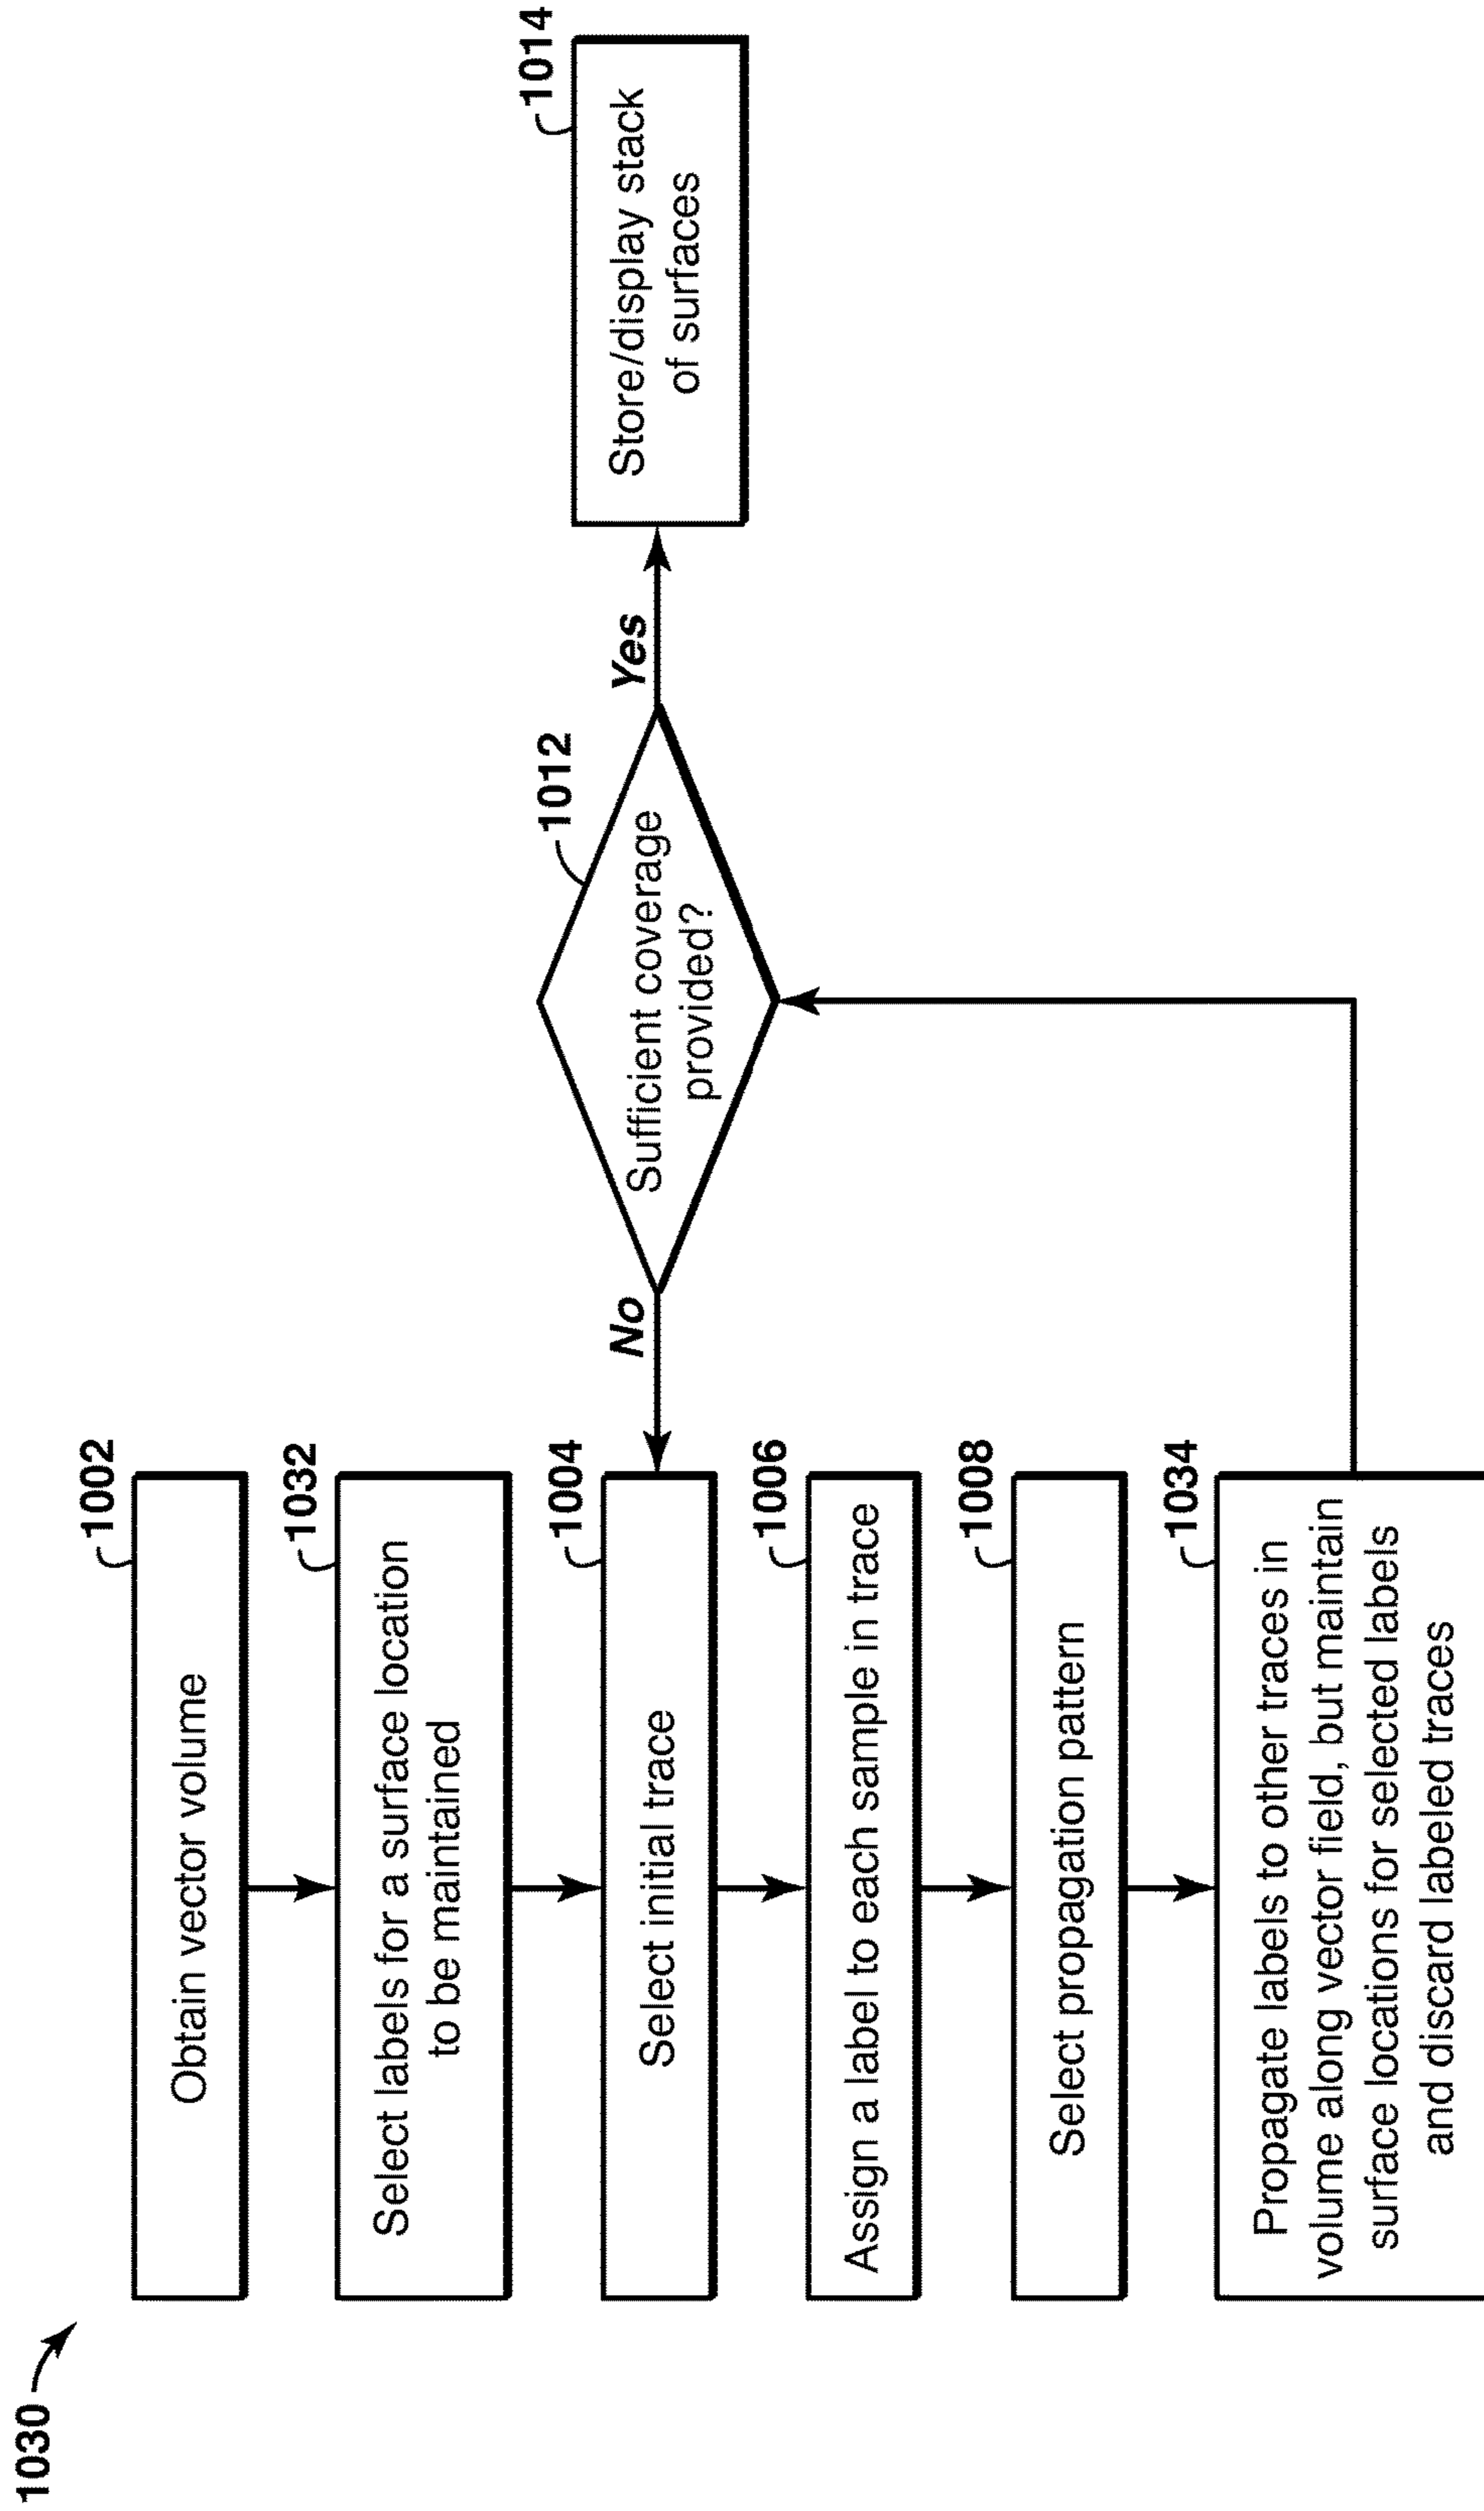 1030
1002
Obtain vector volume
1032
Select labels for a surface location
to be maintained
1004
Select initial trace
1006
Assign a label to each sample in trace
1008
Select propagation pattern
1034
Propagate labels to other traces in
volume along vector field, but maintain
surface locations for selected labels
and discard labeled traces
No
1012
Sufficient coverage
provided?
Yes
1014
Store/display stack
of surfaces